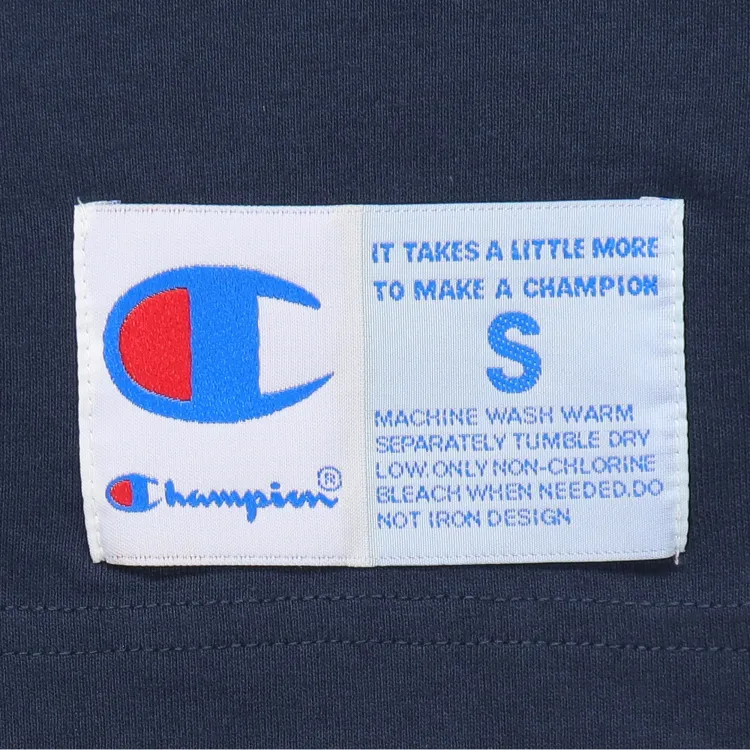 Champion®
IT TAKES A LITTLE MORE
TO MAKE A CHAMPION
S
MACHINE WASH WARM
SEPARATELY TUMBLE DRY
LOW.ONLY NON-CHLORINE
BLEACH WHEN NEEDED.DO
NOT IRON DESIGN